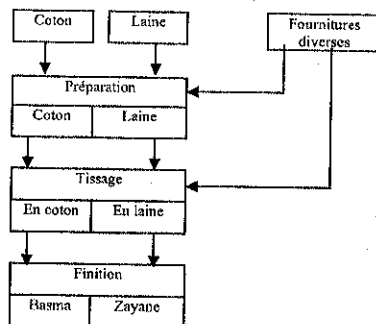 Coton
Laine
Fournitures
diverses
Préparation
Coton
Laine
Tissage
En coton
En laine
Finition
Basma
Zayane